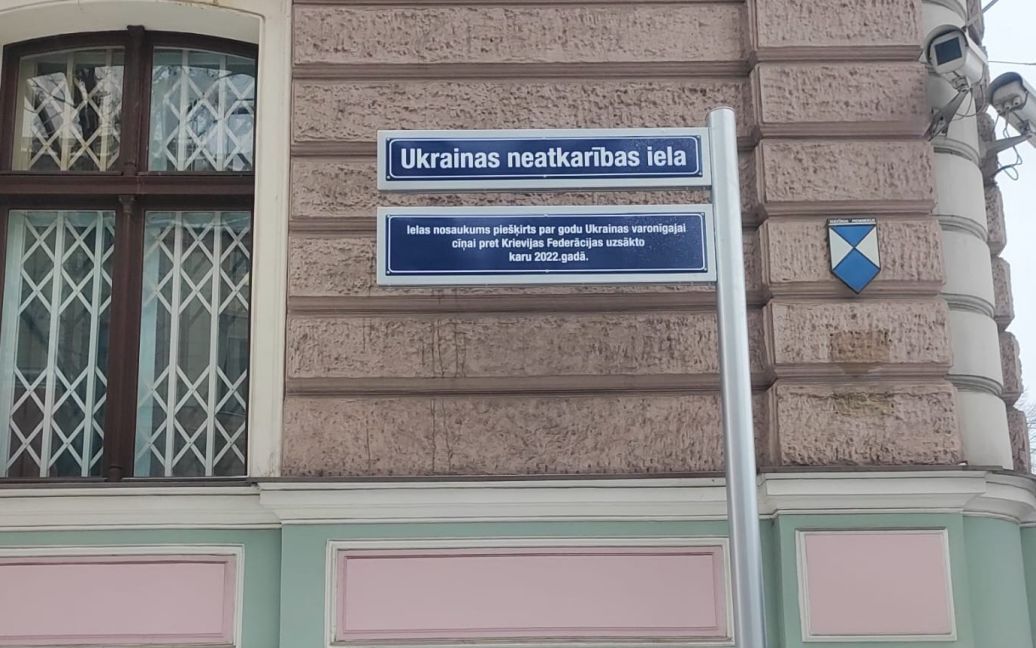 Ukrainas neatkarības iela
Ielas nosaukums piešķirts par godu Ukrainas varonīgajai
cīņai pret Krievijas Federācijas uzsākto
karu 2022.gadā.